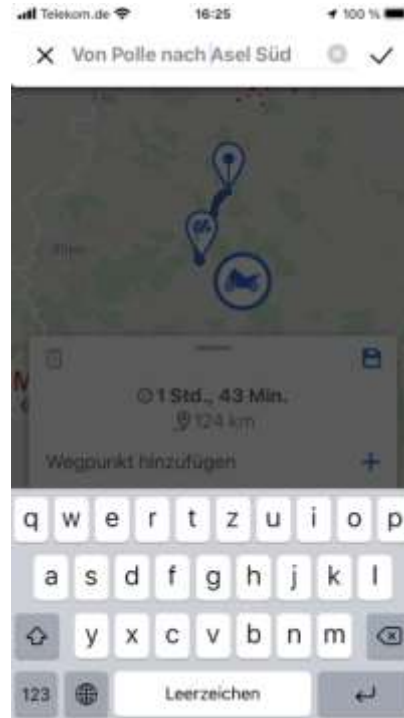 Telekom.de 16:25 100 %
Von Polle nach Asel Süd
1 Std., 43 Min.
124 km
Wegpunkt hinzufügen
q w e r t z u i o p
a s d f g h j k l
y x c v b n m
123 Leerzeichen